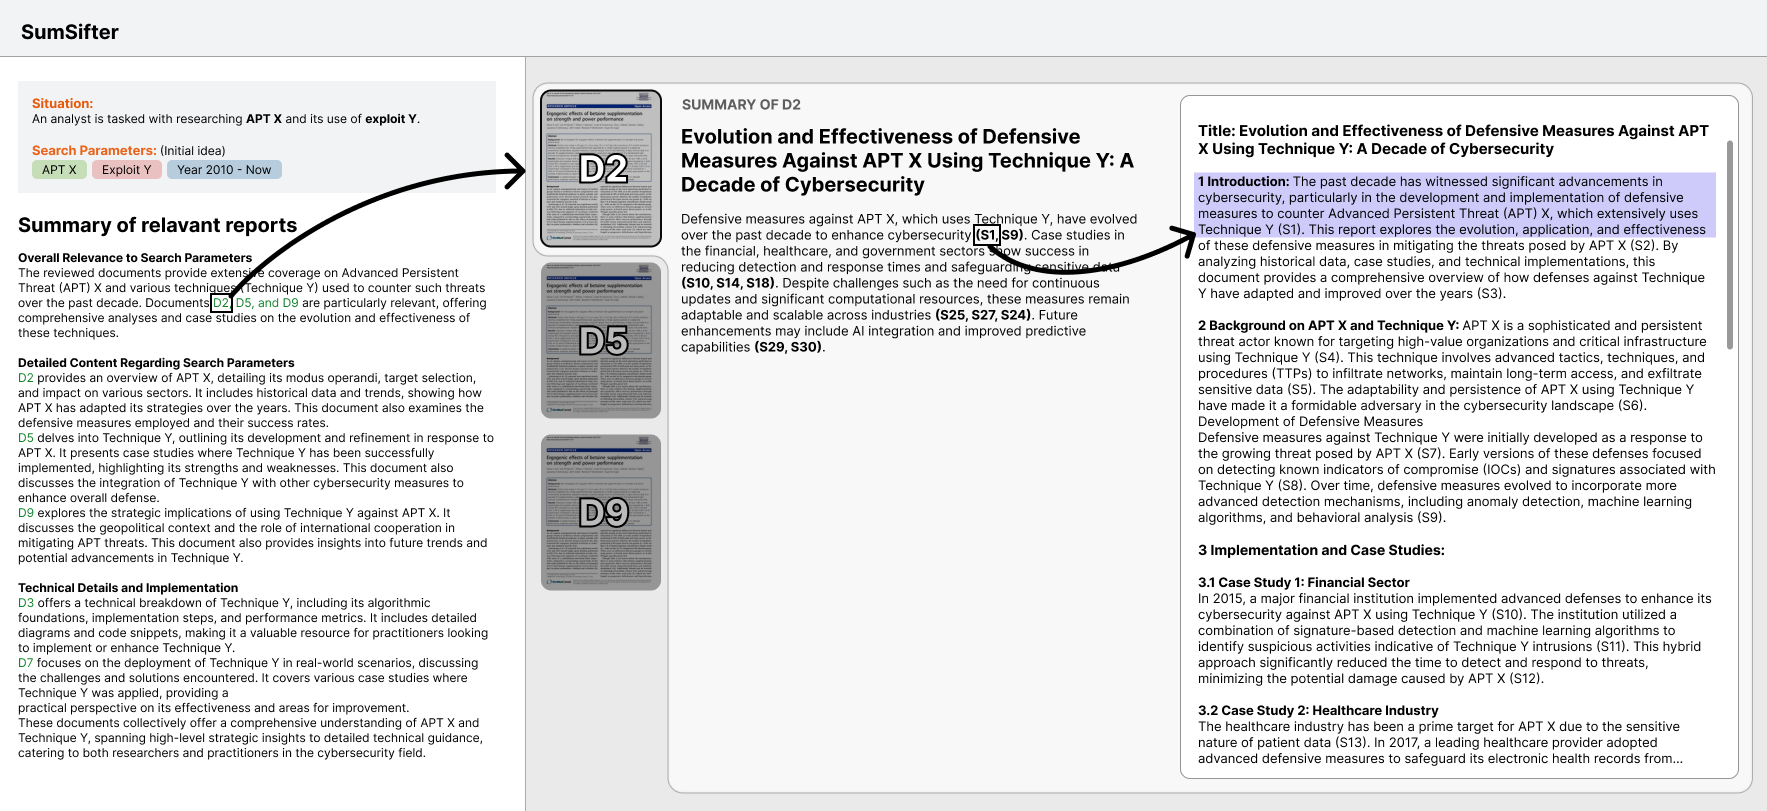 SumSifter
Situation:
An analyst is tasked with researching APT X and its use of exploit Y.
Search Parameters: (Initial idea)
APT X Exploit Y Year 2010 - Now
Summary of relevant reports
Overall Relevance to Search Parameters
The reviewed documents provide extensive coverage on Advanced Persistent
Threat (APT) X and various techniques (Technique Y) used to counter such threats
over the past decade. Documents D2, D5, and D9 are particularly relevant, offering
comprehensive analyses and case studies on the evolution and effectiveness of
these techniques.
Detailed Content Regarding Search Parameters
D2 provides an overview of APT X, detailing its modus operandi, target selection,
and impact on various sectors. It includes historical data and trends, showing how
APT X has adapted its strategies over the years. This document also examines the
defensive measures employed and their success rates.
D5 delves into Technique Y, outlining its development and refinement in response to
APT X. It presents case studies where Technique Y has been successfully
implemented, highlighting its strengths and weaknesses. This document also
discusses the integration of Technique Y with other cybersecurity measures to
enhance overall defense.
D9 explores the strategic implications of using Technique Y against APT X. It
discusses the geopolitical context and the role of international cooperation in
mitigating APT threats. This document also provides insights into future trends and
potential advancements in Technique Y.
Technical Details and Implementation
D3 offers a technical breakdown of Technique Y, including its algorithmic
foundations, implementation steps, and performance metrics. It includes detailed
diagrams and code snippets, making it a valuable resource for practitioners looking
to implement or enhance Technique Y.
D7 focuses on the deployment of Technique Y in real-world scenarios, discussing
the challenges and solutions encountered. It covers various case studies where
Technique Y was applied, providing a
practical perspective on its effectiveness and areas for improvement.
These documents collectively offer a comprehensive understanding of APT X and
Technique Y, spanning high-level strategic insights to detailed technical guidance,
catering to both researchers and practitioners in the cybersecurity field.
Ergogenic effects of betaine supplementation
on strength and power performance
D2
Ergogenic effects of betaine supplementation
on strength and power performance
D5
Ergogenic effects of betaine supplementation
on strength and power performance
D9
SUMMARY OF D2
Evolution and Effectiveness of Defensive
Measures Against APT X Using Technique Y: A
Decade of Cybersecurity
Defensive measures against APT X, which uses Technique Y, have evolved
over the past decade to enhance cybersecurity (S1, S9). Case studies in
the financial, healthcare, and government sectors show success in
reducing detection and response times and safeguarding sensitive data
(S10, S14, S18). Despite challenges such as the need for continuous
updates and significant computational resources, these measures remain
adaptable and scalable across industries (S25, S27, S24). Future
enhancements may include AI integration and improved predictive
capabilities (S29, S30).
Title: Evolution and Effectiveness of Defensive Measures Against APT
X Using Technique Y: A Decade of Cybersecurity
1 Introduction: The past decade has witnessed significant advancements in
cybersecurity, particularly in the development and implementation of defensive
measures to counter Advanced Persistent Threat (APT) X, which extensively uses
Technique Y (S1). This report explores the evolution, application, and effectiveness
of these defensive measures in mitigating the threats posed by APT X (S2). By
analyzing historical data, case studies, and technical implementations, this
document provides a comprehensive overview of how defenses against Technique
Y have adapted and improved over the years (S3).
2 Background on APT X and Technique Y: APT X is a sophisticated and persistent
threat actor known for targeting high-value organizations and critical infrastructure
using Technique Y (S4). This technique involves advanced tactics, techniques, and
procedures (TTPs) to infiltrate networks, maintain long-term access, and exfiltrate
sensitive data (S5). The adaptability and persistence of APT X using Technique Y
have made it a formidable adversary in the cybersecurity landscape (S6).
Development of Defensive Measures
Defensive measures against Technique Y were initially developed as a response to
the growing threat posed by APT X (S7). Early versions of these defenses focused
on detecting known indicators of compromise (IOCs) and signatures associated with
Technique Y (S8). Over time, defensive measures evolved to incorporate more
advanced detection mechanisms, including anomaly detection, machine learning
algorithms, and behavioral analysis (S9).
3 Implementation and Case Studies:
3.1 Case Study 1: Financial Sector
In 2015, a major financial institution implemented advanced defenses to enhance its
cybersecurity against APT X using Technique Y (S10). The institution utilized a
combination of signature-based detection and machine learning algorithms to
identify suspicious activities indicative of Technique Y intrusions (S11). This hybrid
approach significantly reduced the time to detect and respond to threats,
minimizing the potential damage caused by APT X (S12).
3.2 Case Study 2: Healthcare Industry
The healthcare industry has been a prime target for APT X due to the sensitive
nature of patient data (S13). In 2017, a leading healthcare provider adopted
advanced defensive measures to safeguard its electronic health records from...